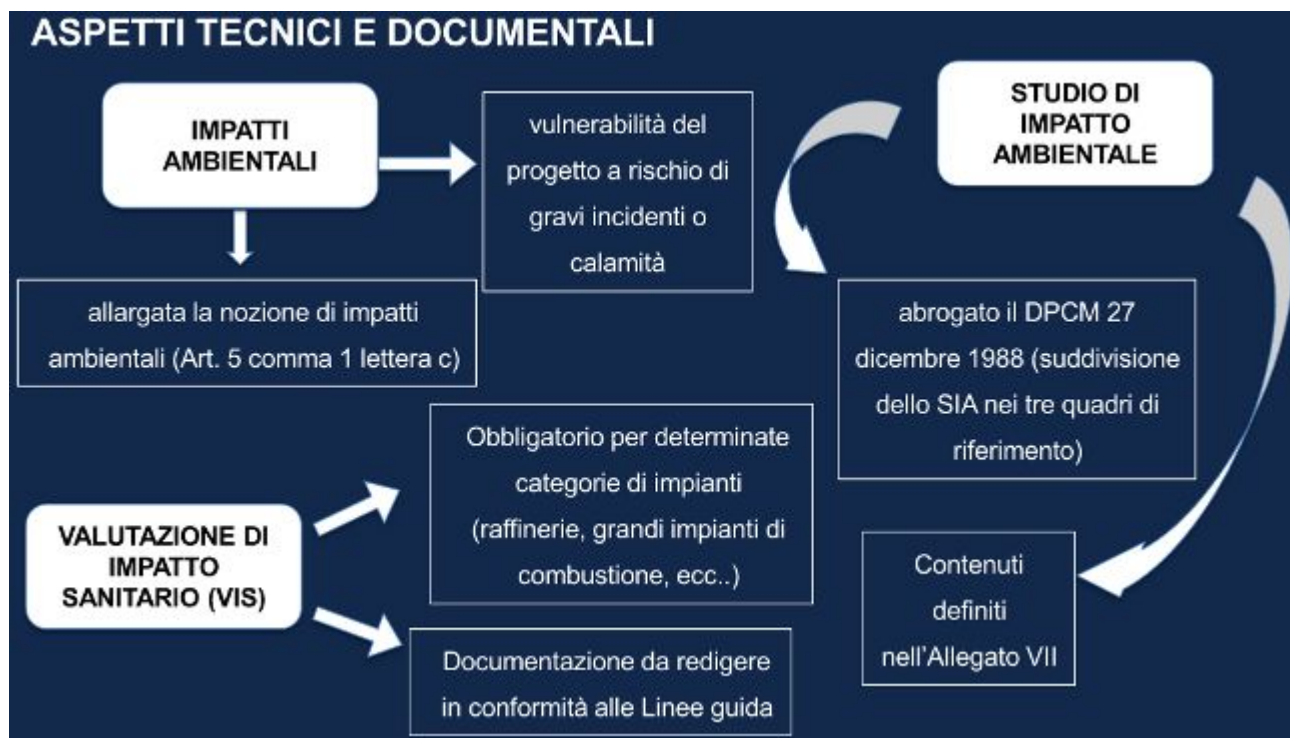 ASPETTI TECNICI E DOCUMENTALI
IMPATTI
AMBIENTALI
vulnerabilità del
progetto a rischio di
gravi incidenti o
calamità
allargata la nozione di impatti
ambientali (Art. 5 comma 1 lettera c)
STUDIO DI
IMPATTO
AMBIENTALE
abrogato il DPCM 27
dicembre 1988 (suddivisione
dello SIA nei tre quadri di
riferimento)
Contenuti
definiti
nell'Allegato VII
VALUTAZIONE DI
IMPATTO
SANITARIO (VIS)
Obbligatorio per determinate
categorie di impianti
(raffinerie, grandi impianti di
combustione, ecc..)
Documentazione da redigere
in conformità alle Linee guida